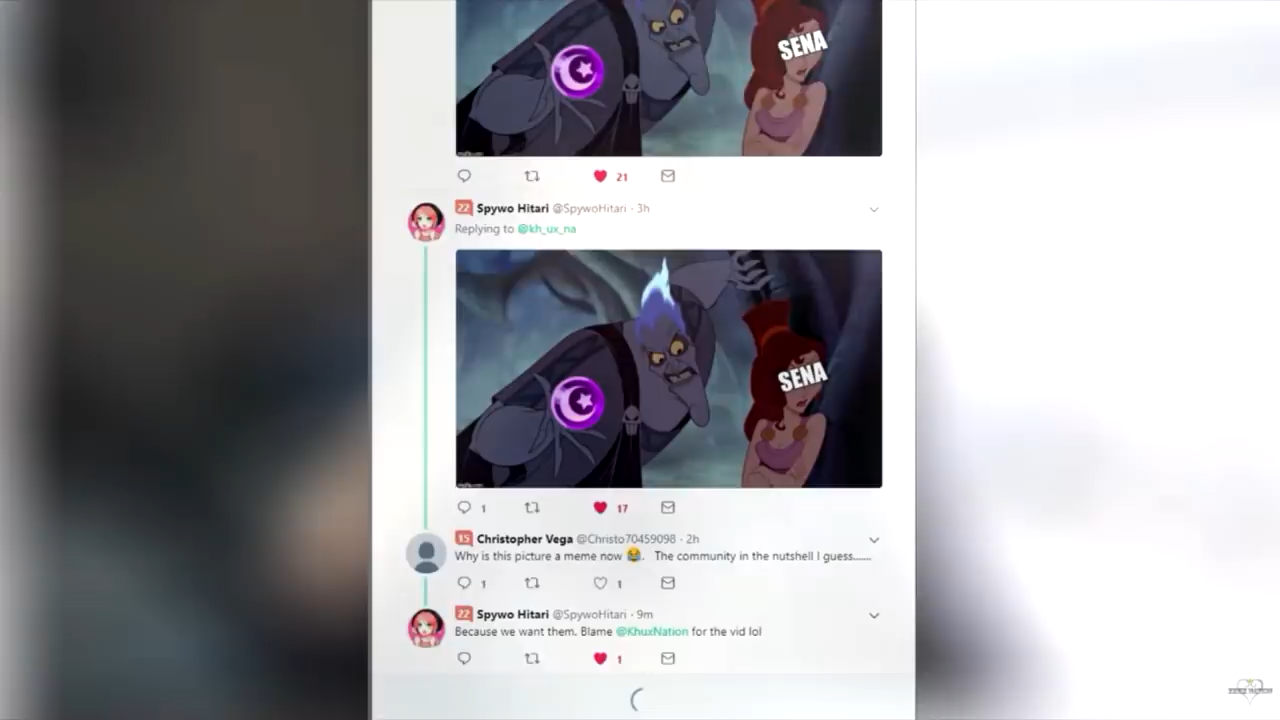 SENA
21
22 Spywo Hitari @SpywoHitari · 3h
Replying to @kh_ux_na
SENA
1 17
15 Christopher Vega @Christo70459098 · 2h
Why is this picture a meme now 😂. The community in the nutshell I guess......
1 1
22 Spywo Hitari @SpywoHitari · 9m
Because we want them. Blame @KhuxNation for the vid lol
1